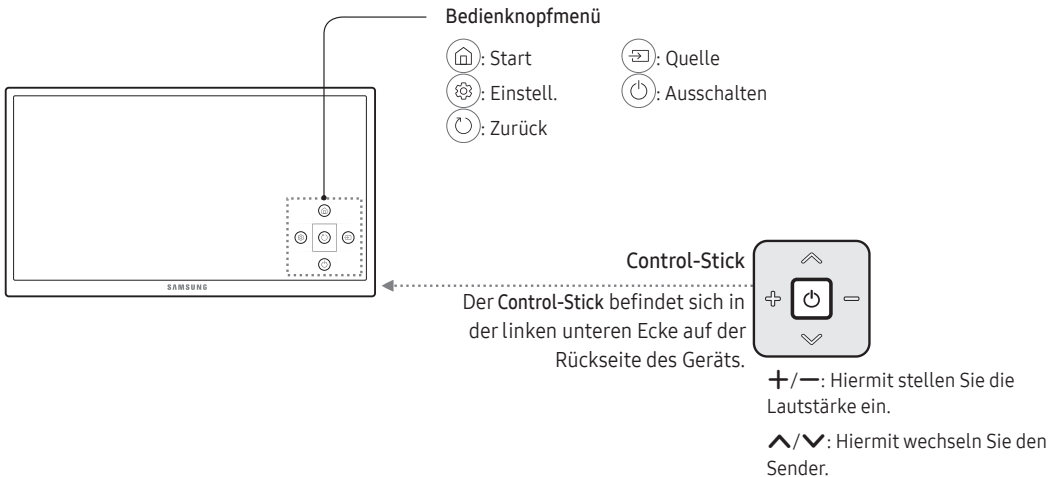 Bedienknopfmenü
: Start
: Quelle
: Einstell.
: Ausschalten
: Zurück
SAMSUNG
Control-Stick
Der Control-Stick befindet sich in
der linken unteren Ecke auf der
Rückseite des Geräts.
+/−: Hiermit stellen Sie die
Lautstärke ein.
∧/∨: Hiermit wechseln Sie den
Sender.